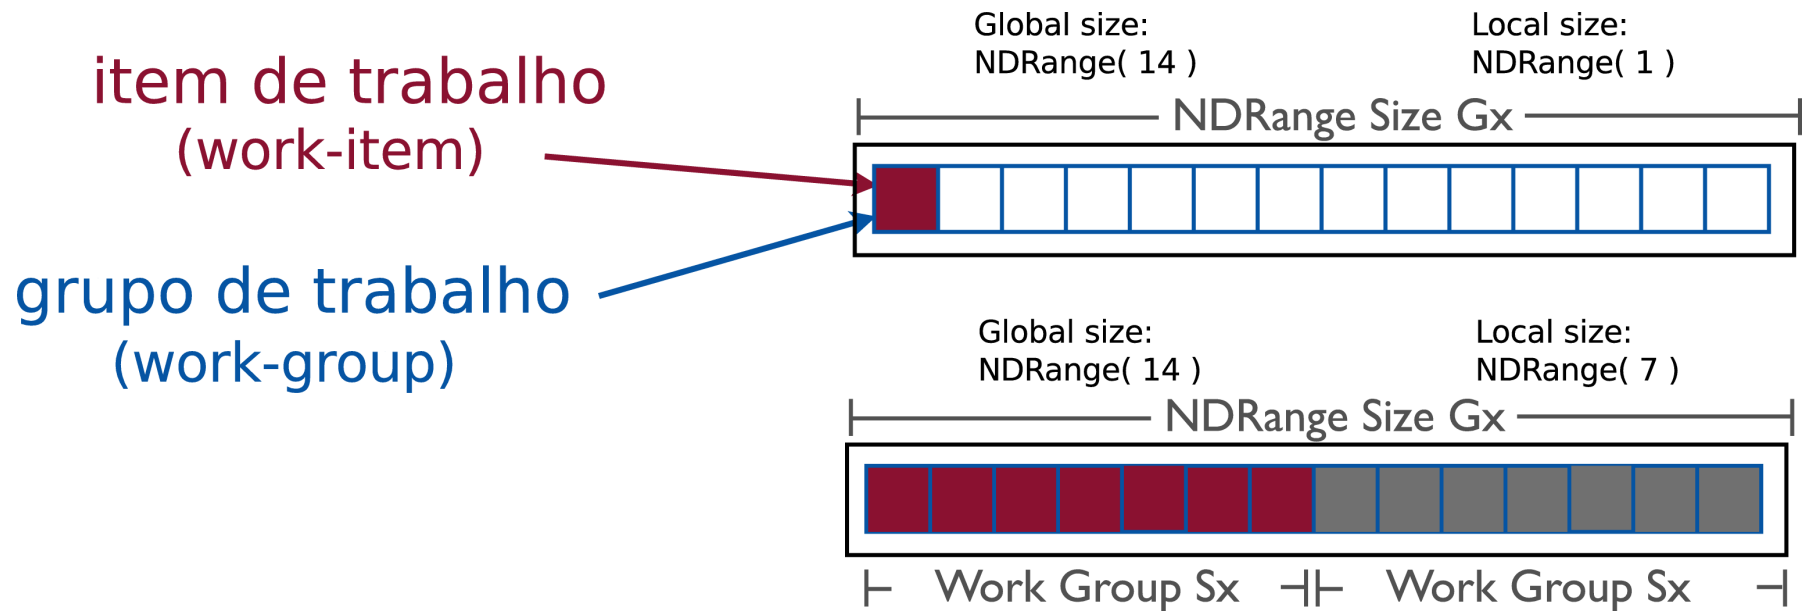 Global size:
NDRange( 14 )
Local size:
NDRange( 1 )
item de trabalho
(work-item)
NDRange Size Gx
grupo de trabalho
(work-group)
Global size:
NDRange( 14 )
Local size:
NDRange( 7 )
NDRange Size Gx
Work Group Sx
Work Group Sx